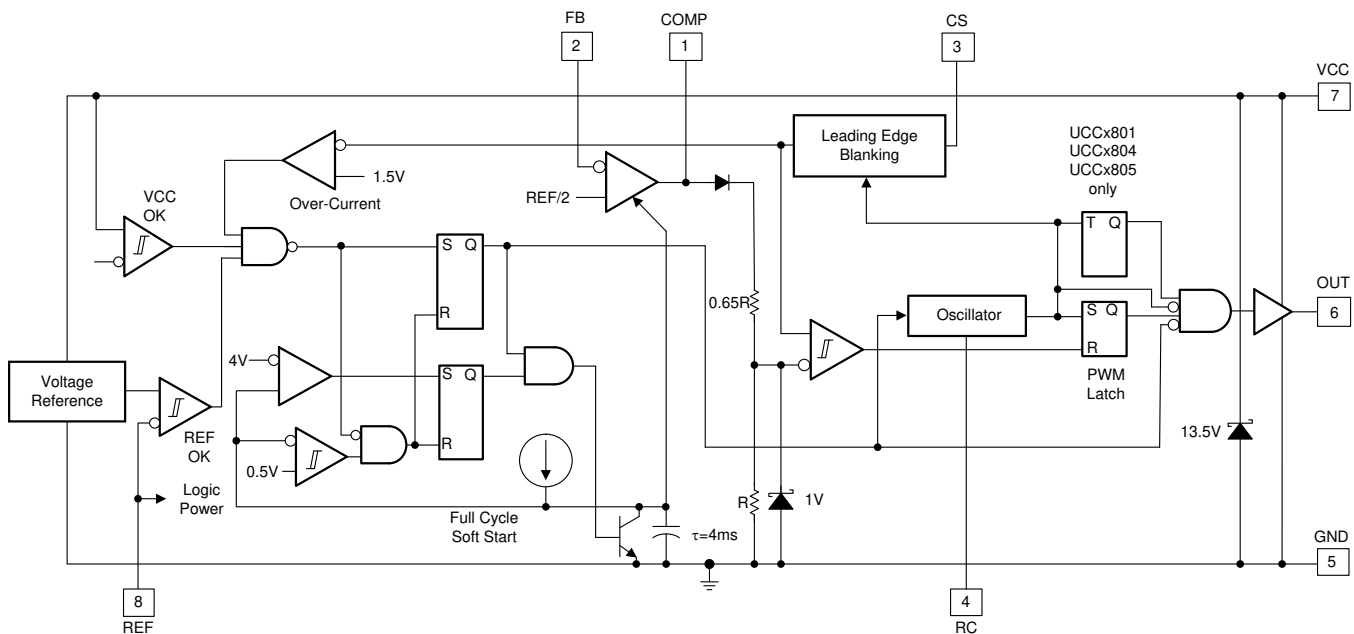 FB
COMP
CS
2
1
3
VCC
7
Leading Edge
Blanking
UCCx801
UCCx804
UCCx805
only
1.5V
Over-Current
REF/2
VCC
OK
T Q
S Q
R
0.65R
Oscillator
S Q
R
PWM
Latch
OUT
6
4V
Voltage
Reference
S Q
R
REF
OK
0.5V
13.5V
Logic
Power
Full Cycle
Soft Start
τ=4ms
R
1V
GND
5
8
REF
4
RC